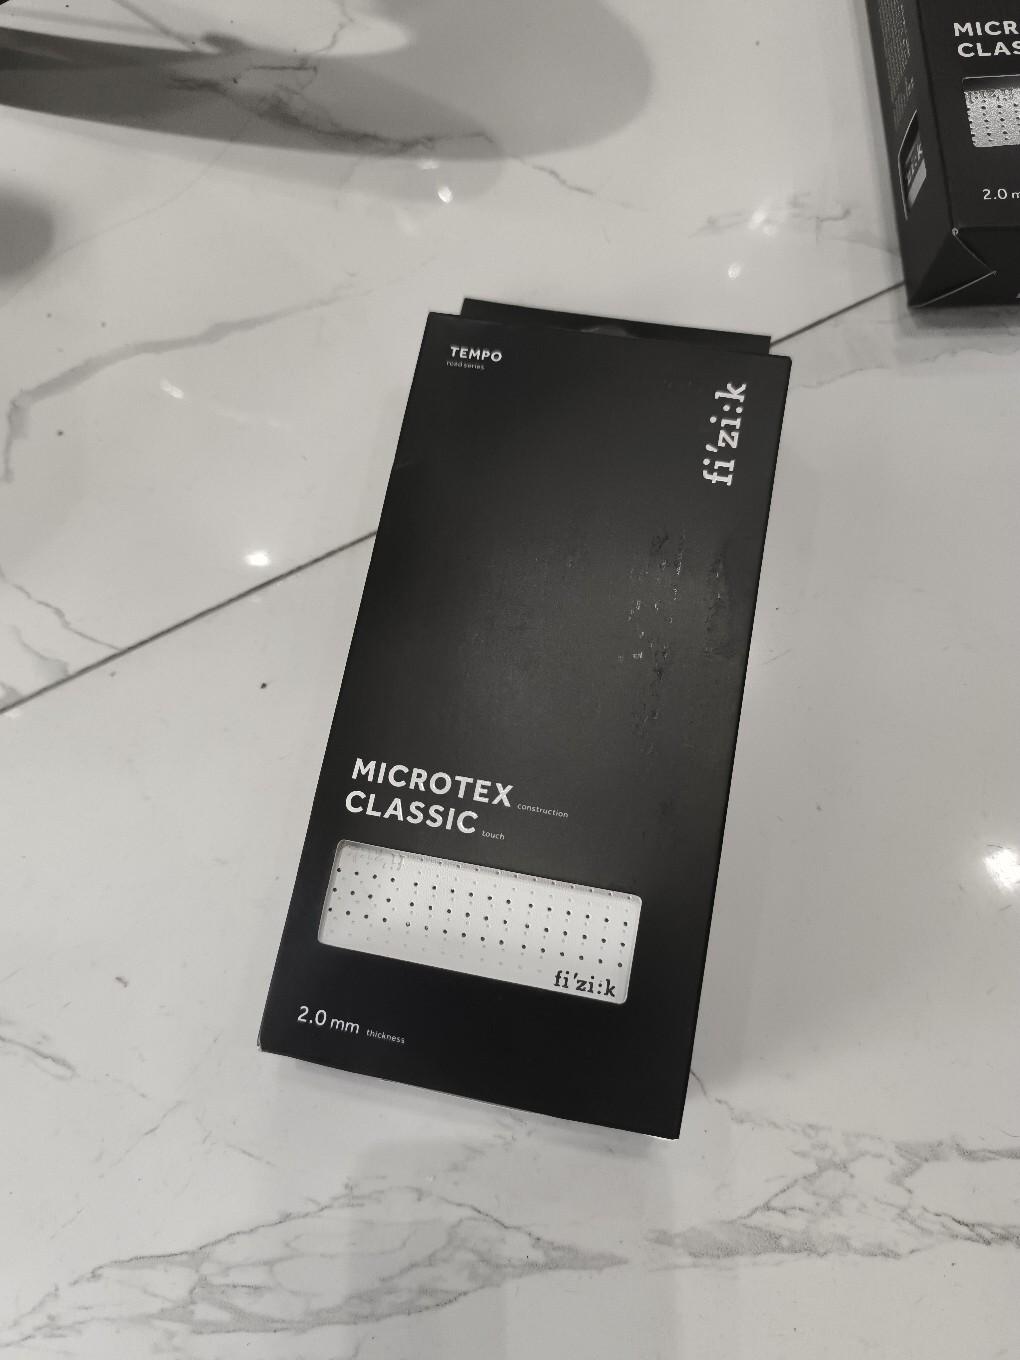 TEMPO
road series
fi'zi:k
MICROTEX construction
CLASSIC touch
fi'zi:k
2.0 mm thickness
MICR
CLAS
2.0 m
zi:k